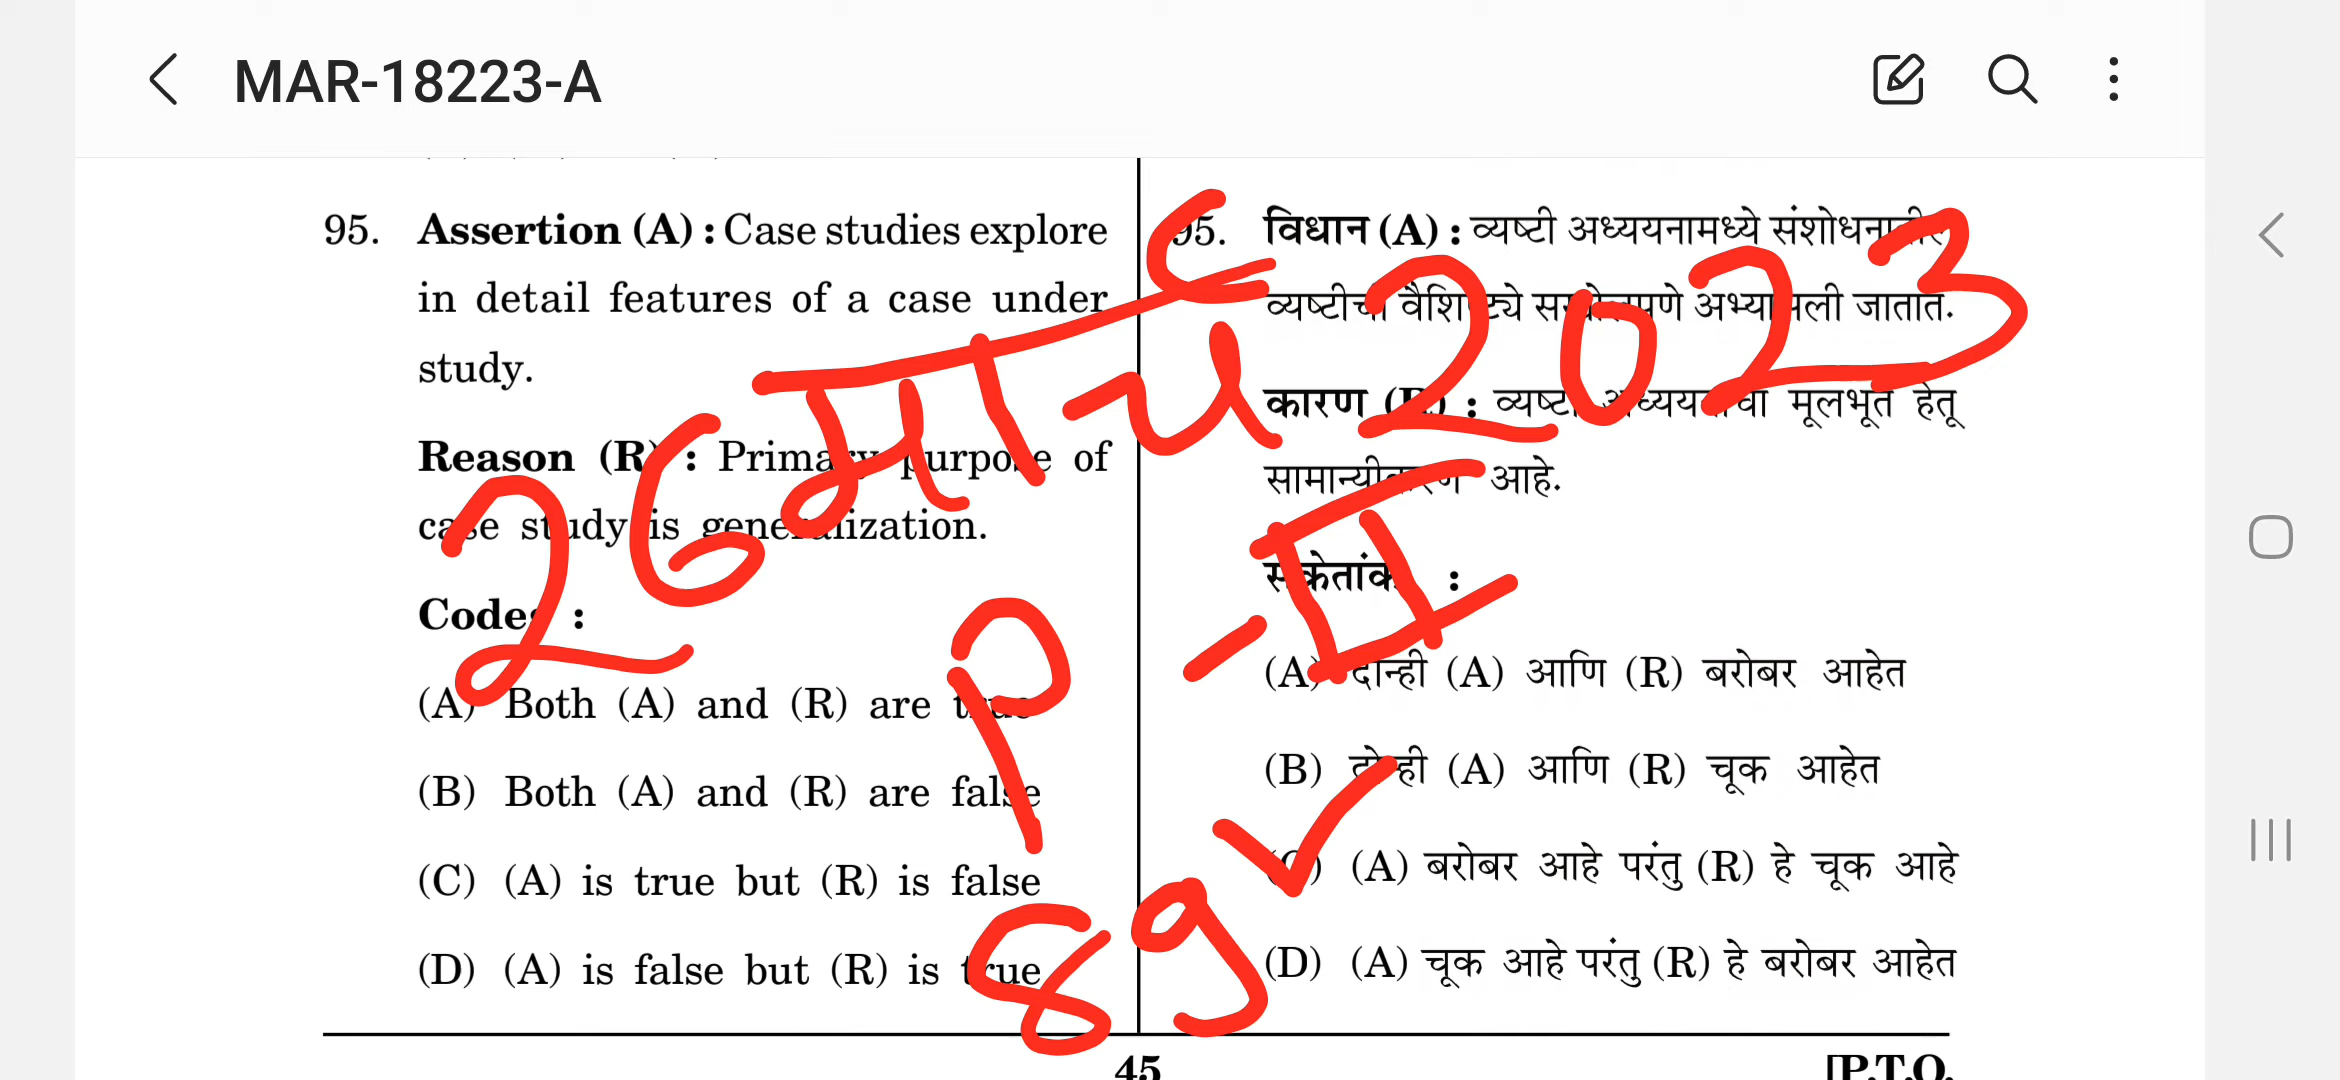 MAR-18223-A
95. Assertion (A) : Case studies explore
in detail features of a case under
study.
Reason (R) : Primary purpose of
case study is generalization.
Codes :
(A) Both (A) and (R) are true
(B) Both (A) and (R) are false
(C) (A) is true but (R) is false
(D) (A) is false but (R) is true
95. विधान (A) : व्यष्टी अध्ययनामध्ये संशोधनातील
व्यष्टीची वैशिष्ट्ये सखोलपणे अभ्यासली जातात.
कारण (R) : व्यष्टी अध्ययनाचा मूलभूत हेतू
सामान्यीकरण आहे.
संकेतांक :
(A) दोन्ही (A) आणि (R) बरोबर आहेत
(B) दोन्ही (A) आणि (R) चूक आहेत
(C) (A) बरोबर आहे परंतु (R) हे चूक आहे
(D) (A) चूक आहे परंतु (R) हे बरोबर आहेत
26 मार्च 2023
P - II
89
45
[P.T.O.